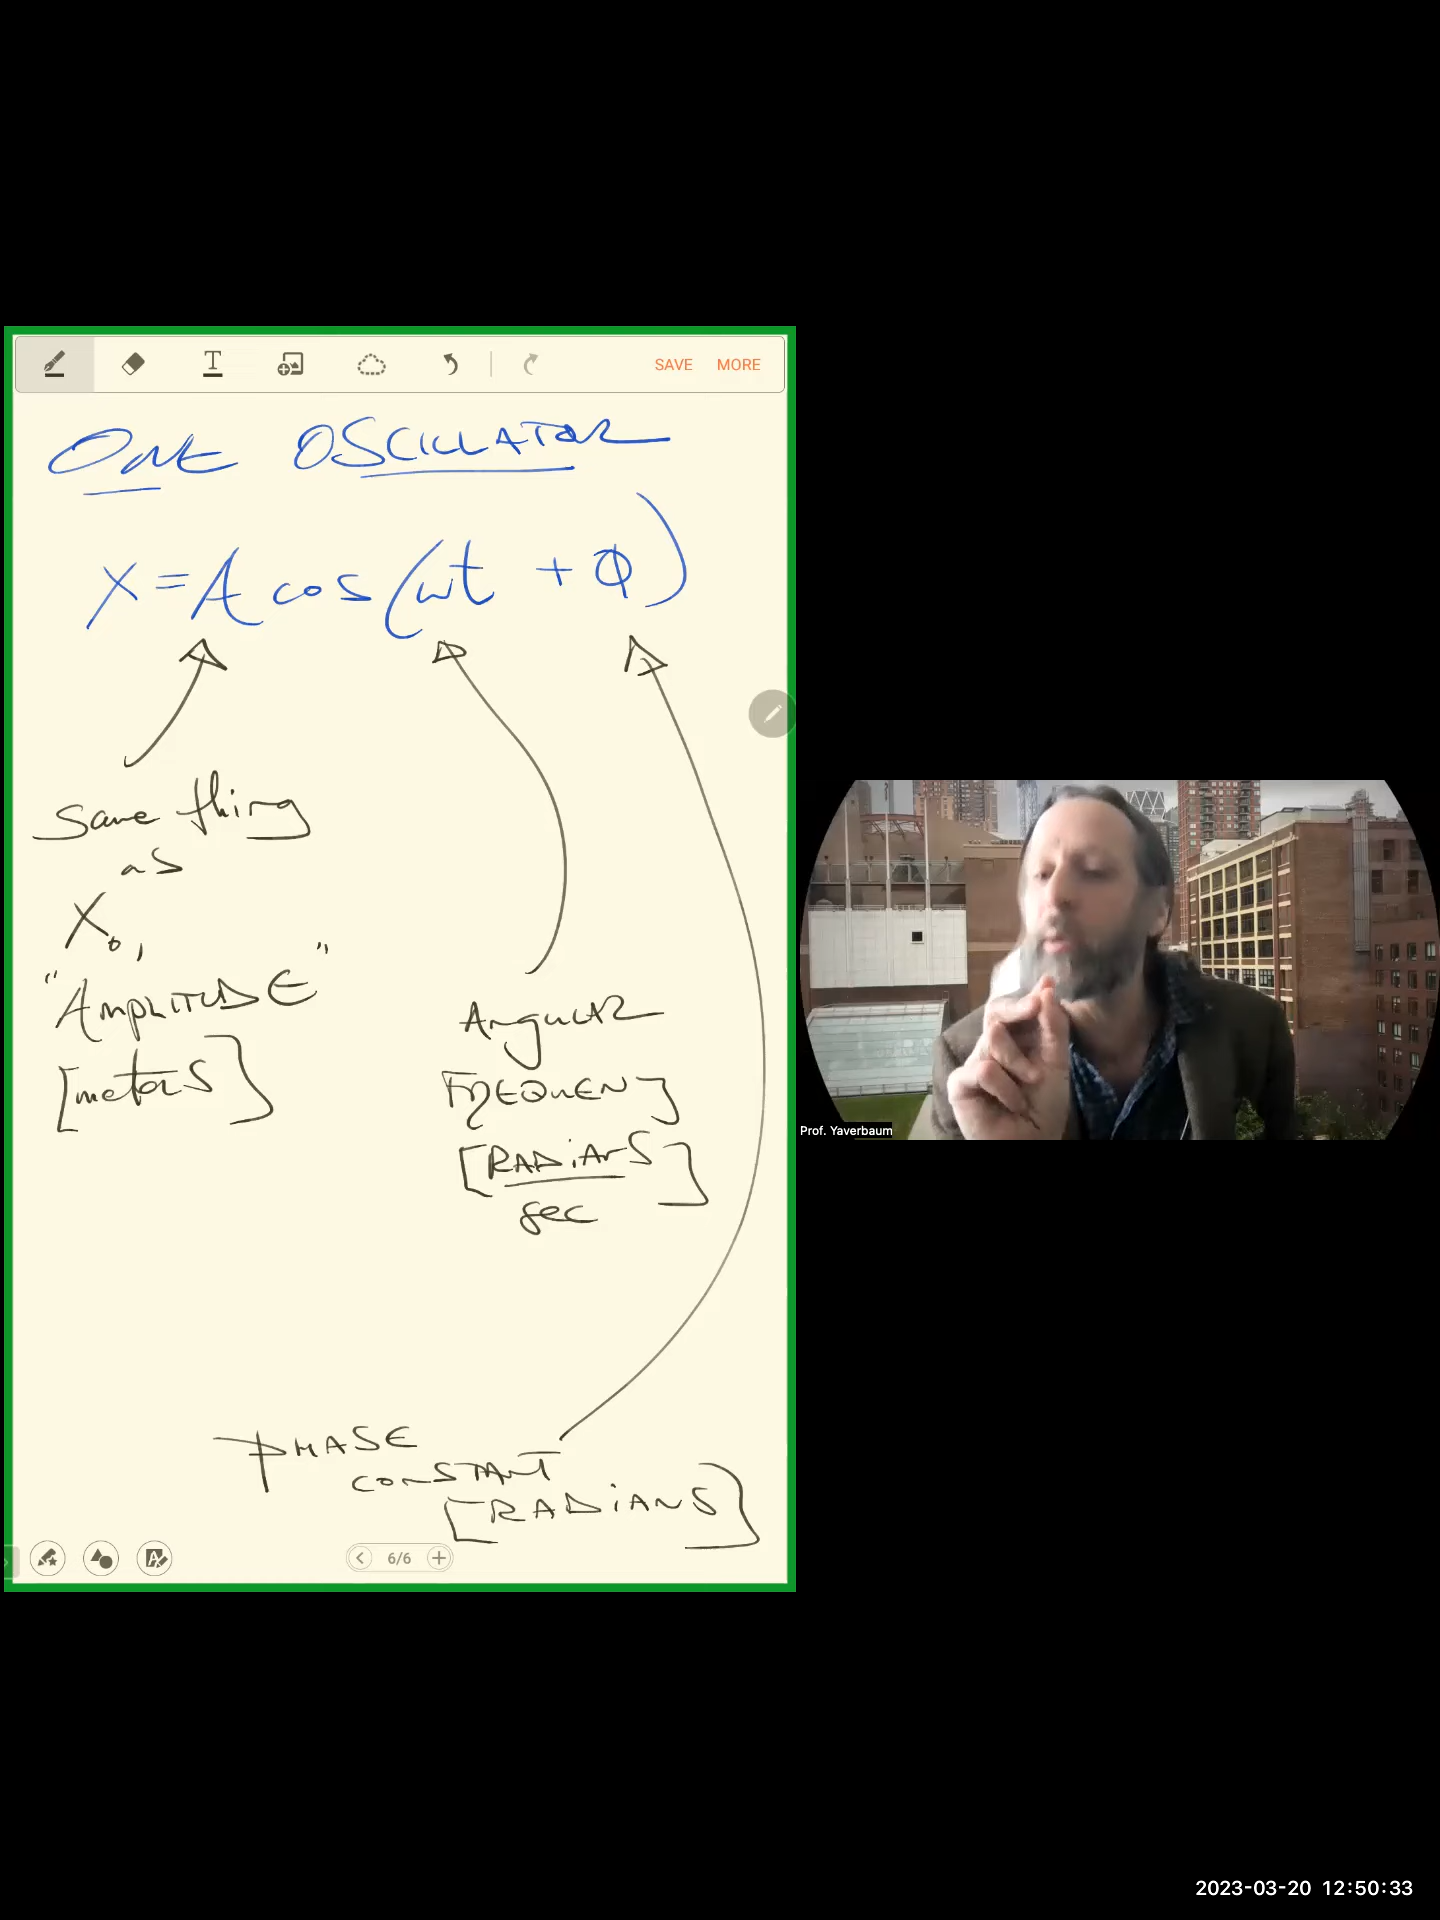 T
SAVE MORE
ONE OSCILLATOR
X = A cos(ωt + Φ)
Same thing
as
X₀,
"AMPLITUDE"
[meters]
Angular
FREQUENCY
[RADIANS
sec]
PHASE
CONSTANT
[RADIANS]
6/6
Prof. Yaverbaum
2023-03-20 12:50:33